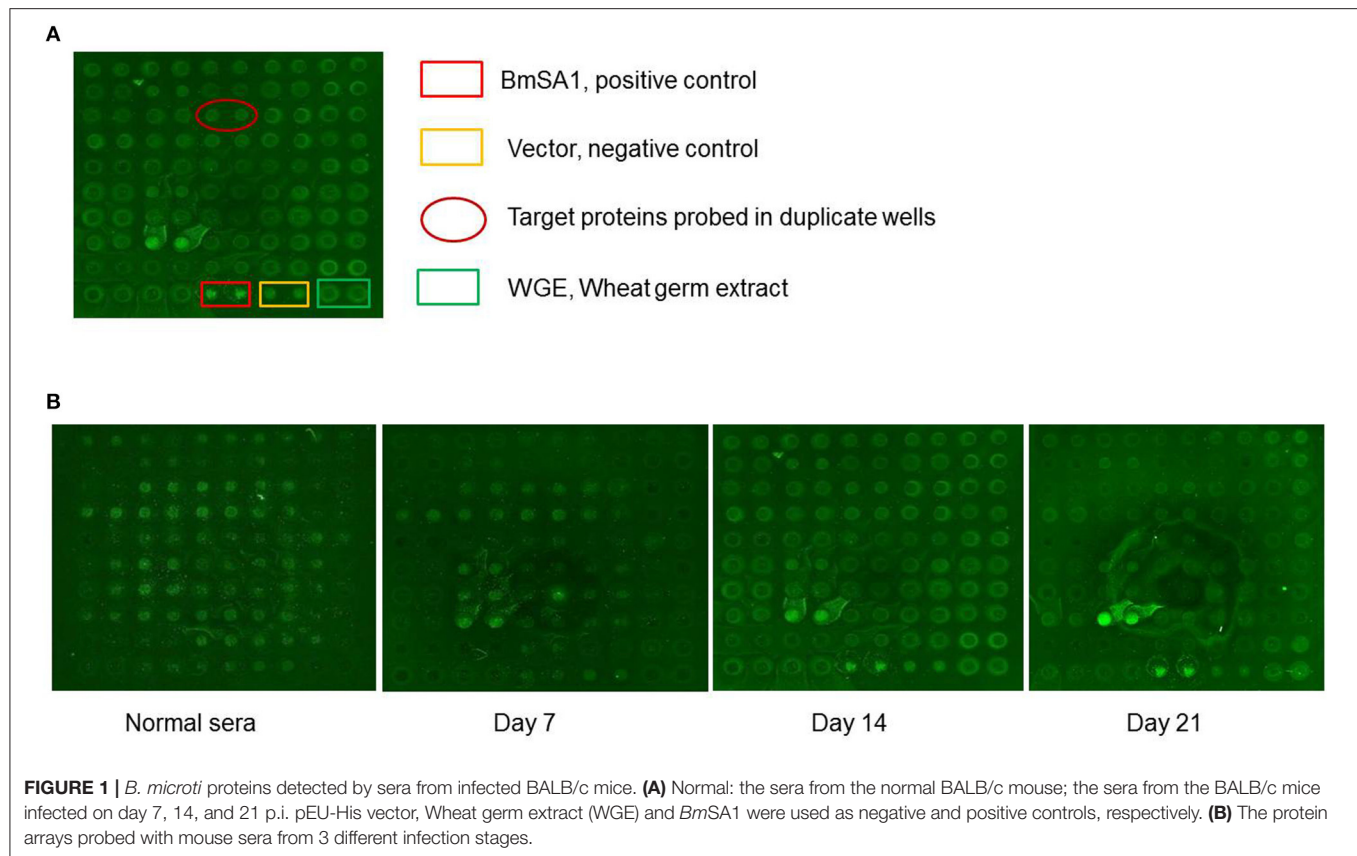 A
BmSA1, positive control
Vector, negative control
Target proteins probed in duplicate wells
WGE, Wheat germ extract
B
Normal sera
Day 7
Day 14
Day 21
FIGURE 1 | B. microti proteins detected by sera from infected BALB/c mice. (A) Normal: the sera from the normal BALB/c mouse; the sera from the BALB/c mice
infected on day 7, 14, and 21 p.i. pEU-His vector, Wheat germ extract (WGE) and BmSA1 were used as negative and positive controls, respectively. (B) The protein
arrays probed with mouse sera from 3 different infection stages.